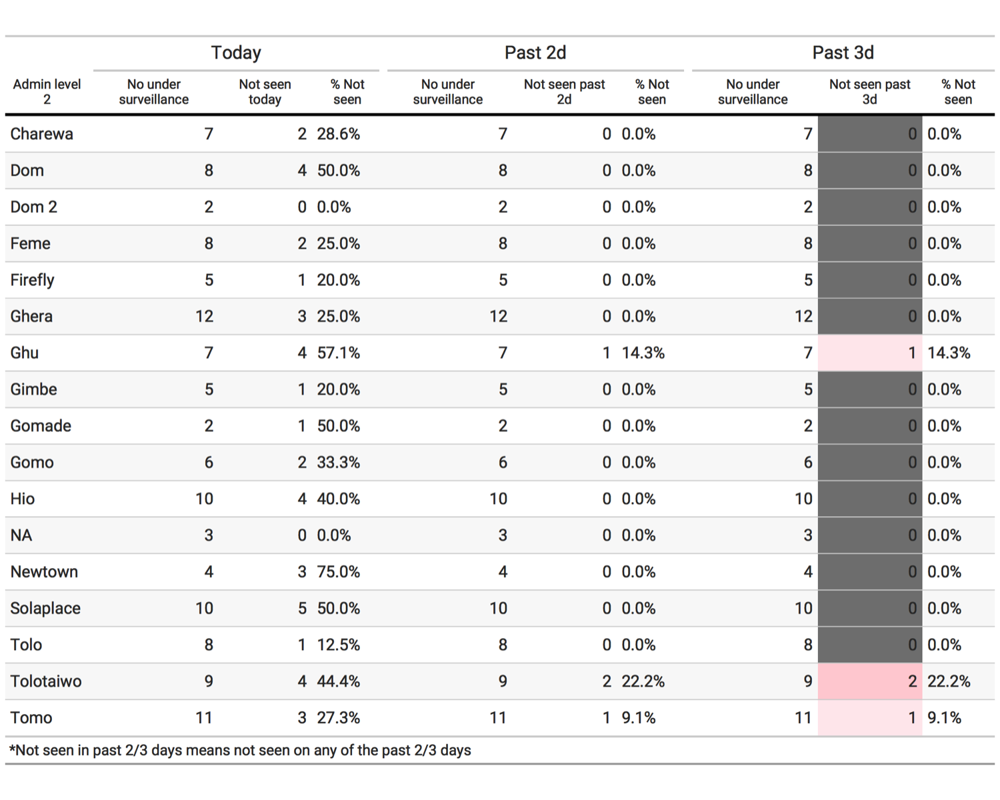 Today Past 2d Past 3d
Admin level 2 No under surveillance Not seen today % Not seen No under surveillance Not seen past 2d % Not seen No under surveillance Not seen past 3d % Not seen
Charewa 7 2 28.6% 7 0 0.0% 7 0 0.0%
Dom 8 4 50.0% 8 0 0.0% 8 0 0.0%
Dom 2 2 0 0.0% 2 0 0.0% 2 0 0.0%
Feme 8 2 25.0% 8 0 0.0% 8 0 0.0%
Firefly 5 1 20.0% 5 0 0.0% 5 0 0.0%
Ghera 12 3 25.0% 12 0 0.0% 12 0 0.0%
Ghu 7 4 57.1% 7 1 14.3% 7 1 14.3%
Gimbe 5 1 20.0% 5 0 0.0% 5 0 0.0%
Gomade 2 1 50.0% 2 0 0.0% 2 0 0.0%
Gomo 6 2 33.3% 6 0 0.0% 6 0 0.0%
Hio 10 4 40.0% 10 0 0.0% 10 0 0.0%
NA 3 0 0.0% 3 0 0.0% 3 0 0.0%
Newtown 4 3 75.0% 4 0 0.0% 4 0 0.0%
Solaplace 10 5 50.0% 10 0 0.0% 10 0 0.0%
Tolo 8 1 12.5% 8 0 0.0% 8 0 0.0%
Tolotaiwo 9 4 44.4% 9 2 22.2% 9 2 22.2%
Tomo 11 3 27.3% 11 1 9.1% 11 1 9.1%
*Not seen in past 2/3 days means not seen on any of the past 2/3 days